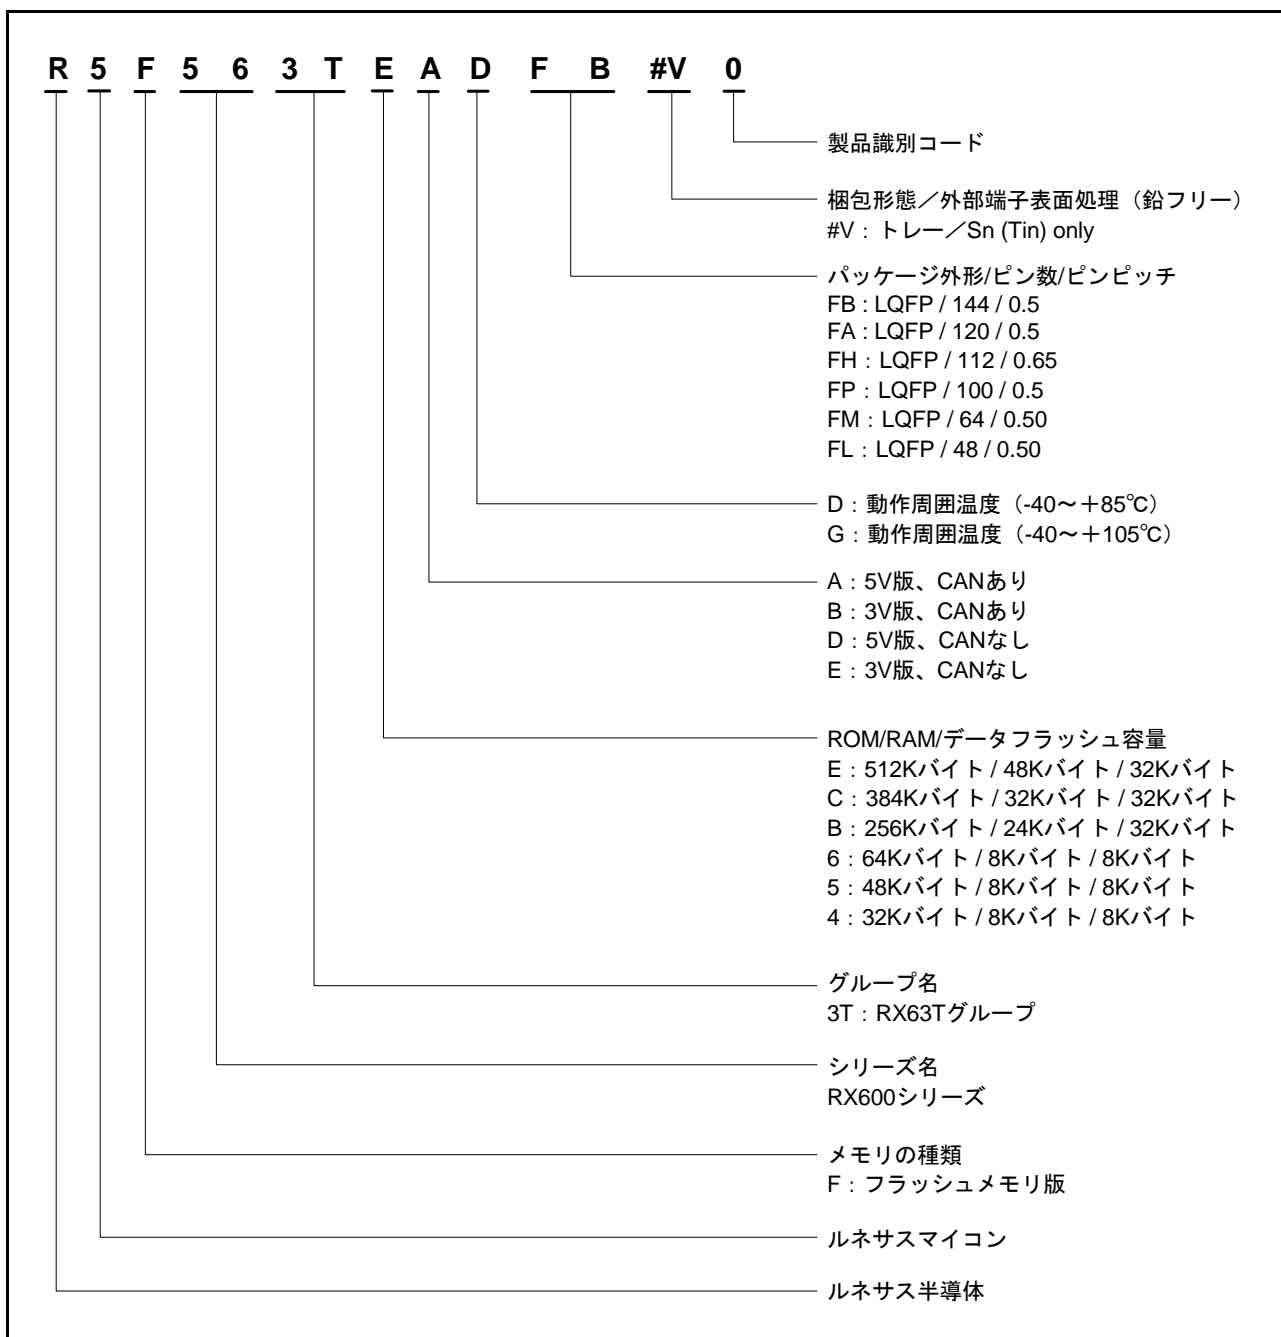 R 5 F 5 6 3 T E A D F B #V 0
製品識別コード
梱包形態／外部端子表面処理（鉛フリー）
#V：トレー／Sn (Tin) only
パッケージ外形/ピン数/ピンピッチ
FB : LQFP / 144 / 0.5
FA : LQFP / 120 / 0.5
FH：LQFP / 112 / 0.65
FP：LQFP / 100 / 0.5
FM：LQFP / 64 / 0.50
FL：LQFP / 48 / 0.50
D：動作周囲温度（-40～＋85℃）
G：動作周囲温度（-40～＋105℃）
A：5V版、CANあり
B：3V版、CANあり
D：5V版、CANなし
E：3V版、CANなし
ROM/RAM/データフラッシュ容量
E：512Kバイト / 48Kバイト / 32Kバイト
C：384Kバイト / 32Kバイト / 32Kバイト
B：256Kバイト / 24Kバイト / 32Kバイト
6：64Kバイト / 8Kバイト / 8Kバイト
5：48Kバイト / 8Kバイト / 8Kバイト
4：32Kバイト / 8Kバイト / 8Kバイト
グループ名
3T：RX63Tグループ
シリーズ名
RX600シリーズ
メモリの種類
F：フラッシュメモリ版
ルネサスマイコン
ルネサス半導体